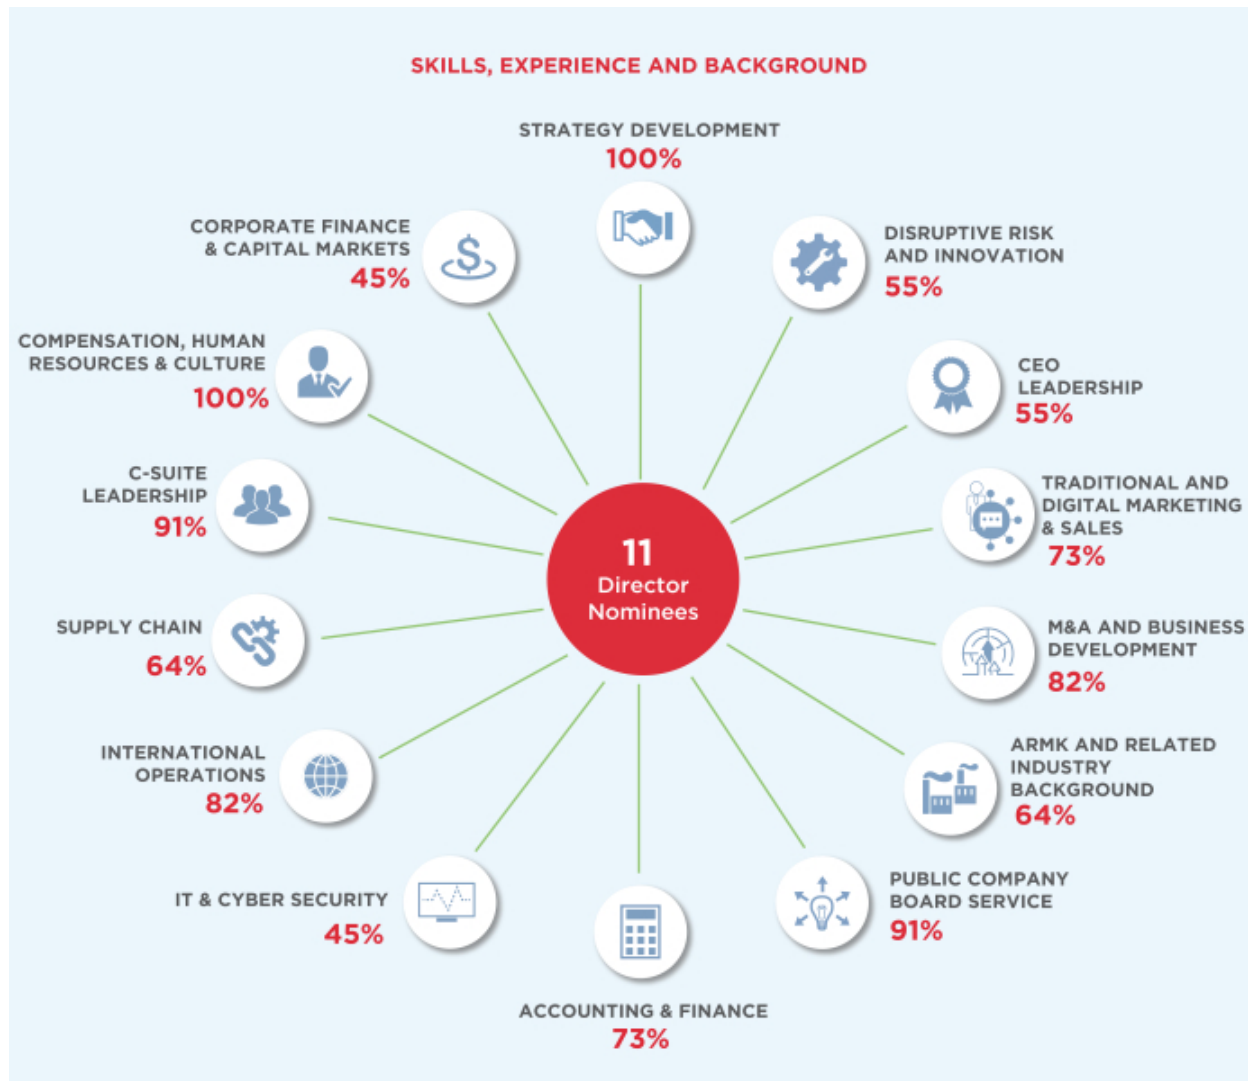 SKILLS, EXPERIENCE AND BACKGROUND
STRATEGY DEVELOPMENT
100%
DISRUPTIVE RISK
AND INNOVATION
55%
CEO
LEADERSHIP
55%
TRADITIONAL AND
DIGITAL MARKETING
& SALES
73%
M&A AND BUSINESS
DEVELOPMENT
82%
ARMK AND RELATED
INDUSTRY
BACKGROUND
64%
PUBLIC COMPANY
BOARD SERVICE
91%
ACCOUNTING & FINANCE
73%
IT & CYBER SECURITY
45%
INTERNATIONAL
OPERATIONS
82%
SUPPLY CHAIN
64%
C-SUITE
LEADERSHIP
91%
COMPENSATION, HUMAN
RESOURCES & CULTURE
100%
CORPORATE FINANCE
& CAPITAL MARKETS
45%
11
Director
Nominees